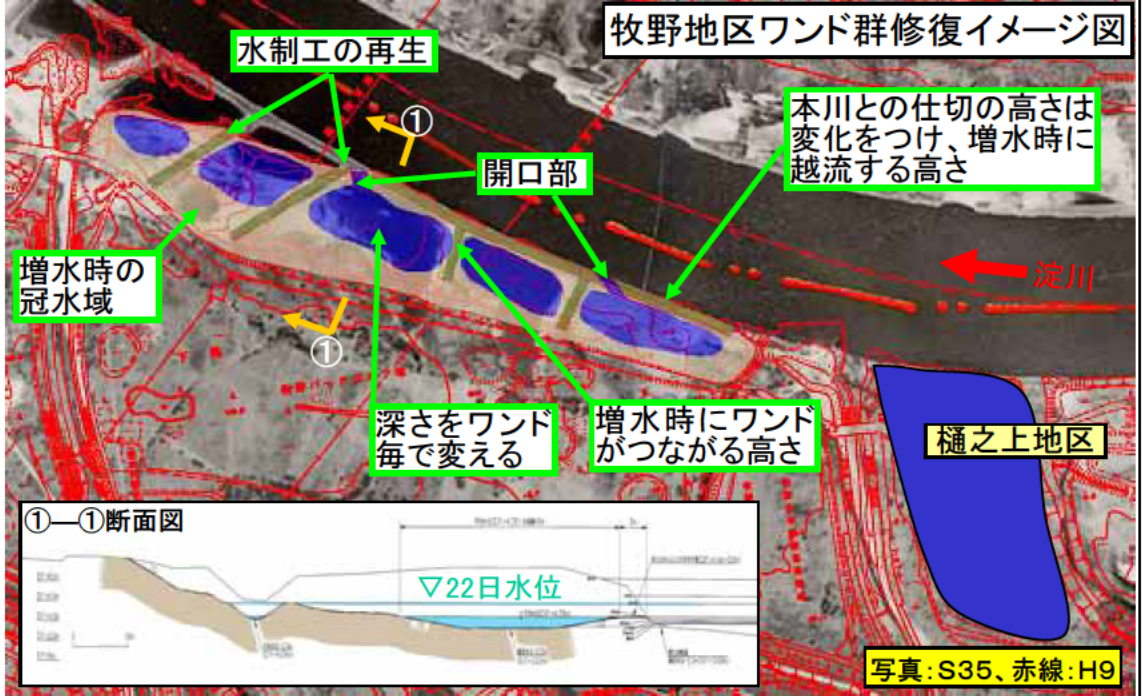 牧野地区ワンド群修復イメージ図
水制工の再生
①
開口部
本川との仕切の高さは
変化をつけ、増水時に
越流する高さ
増水時の
冠水域
淀川
①
深さをワンド
毎で変える
増水時にワンド
がつながる高さ
樋之上地区
①―①断面図
▽22日水位
写真:S35、赤線:H9